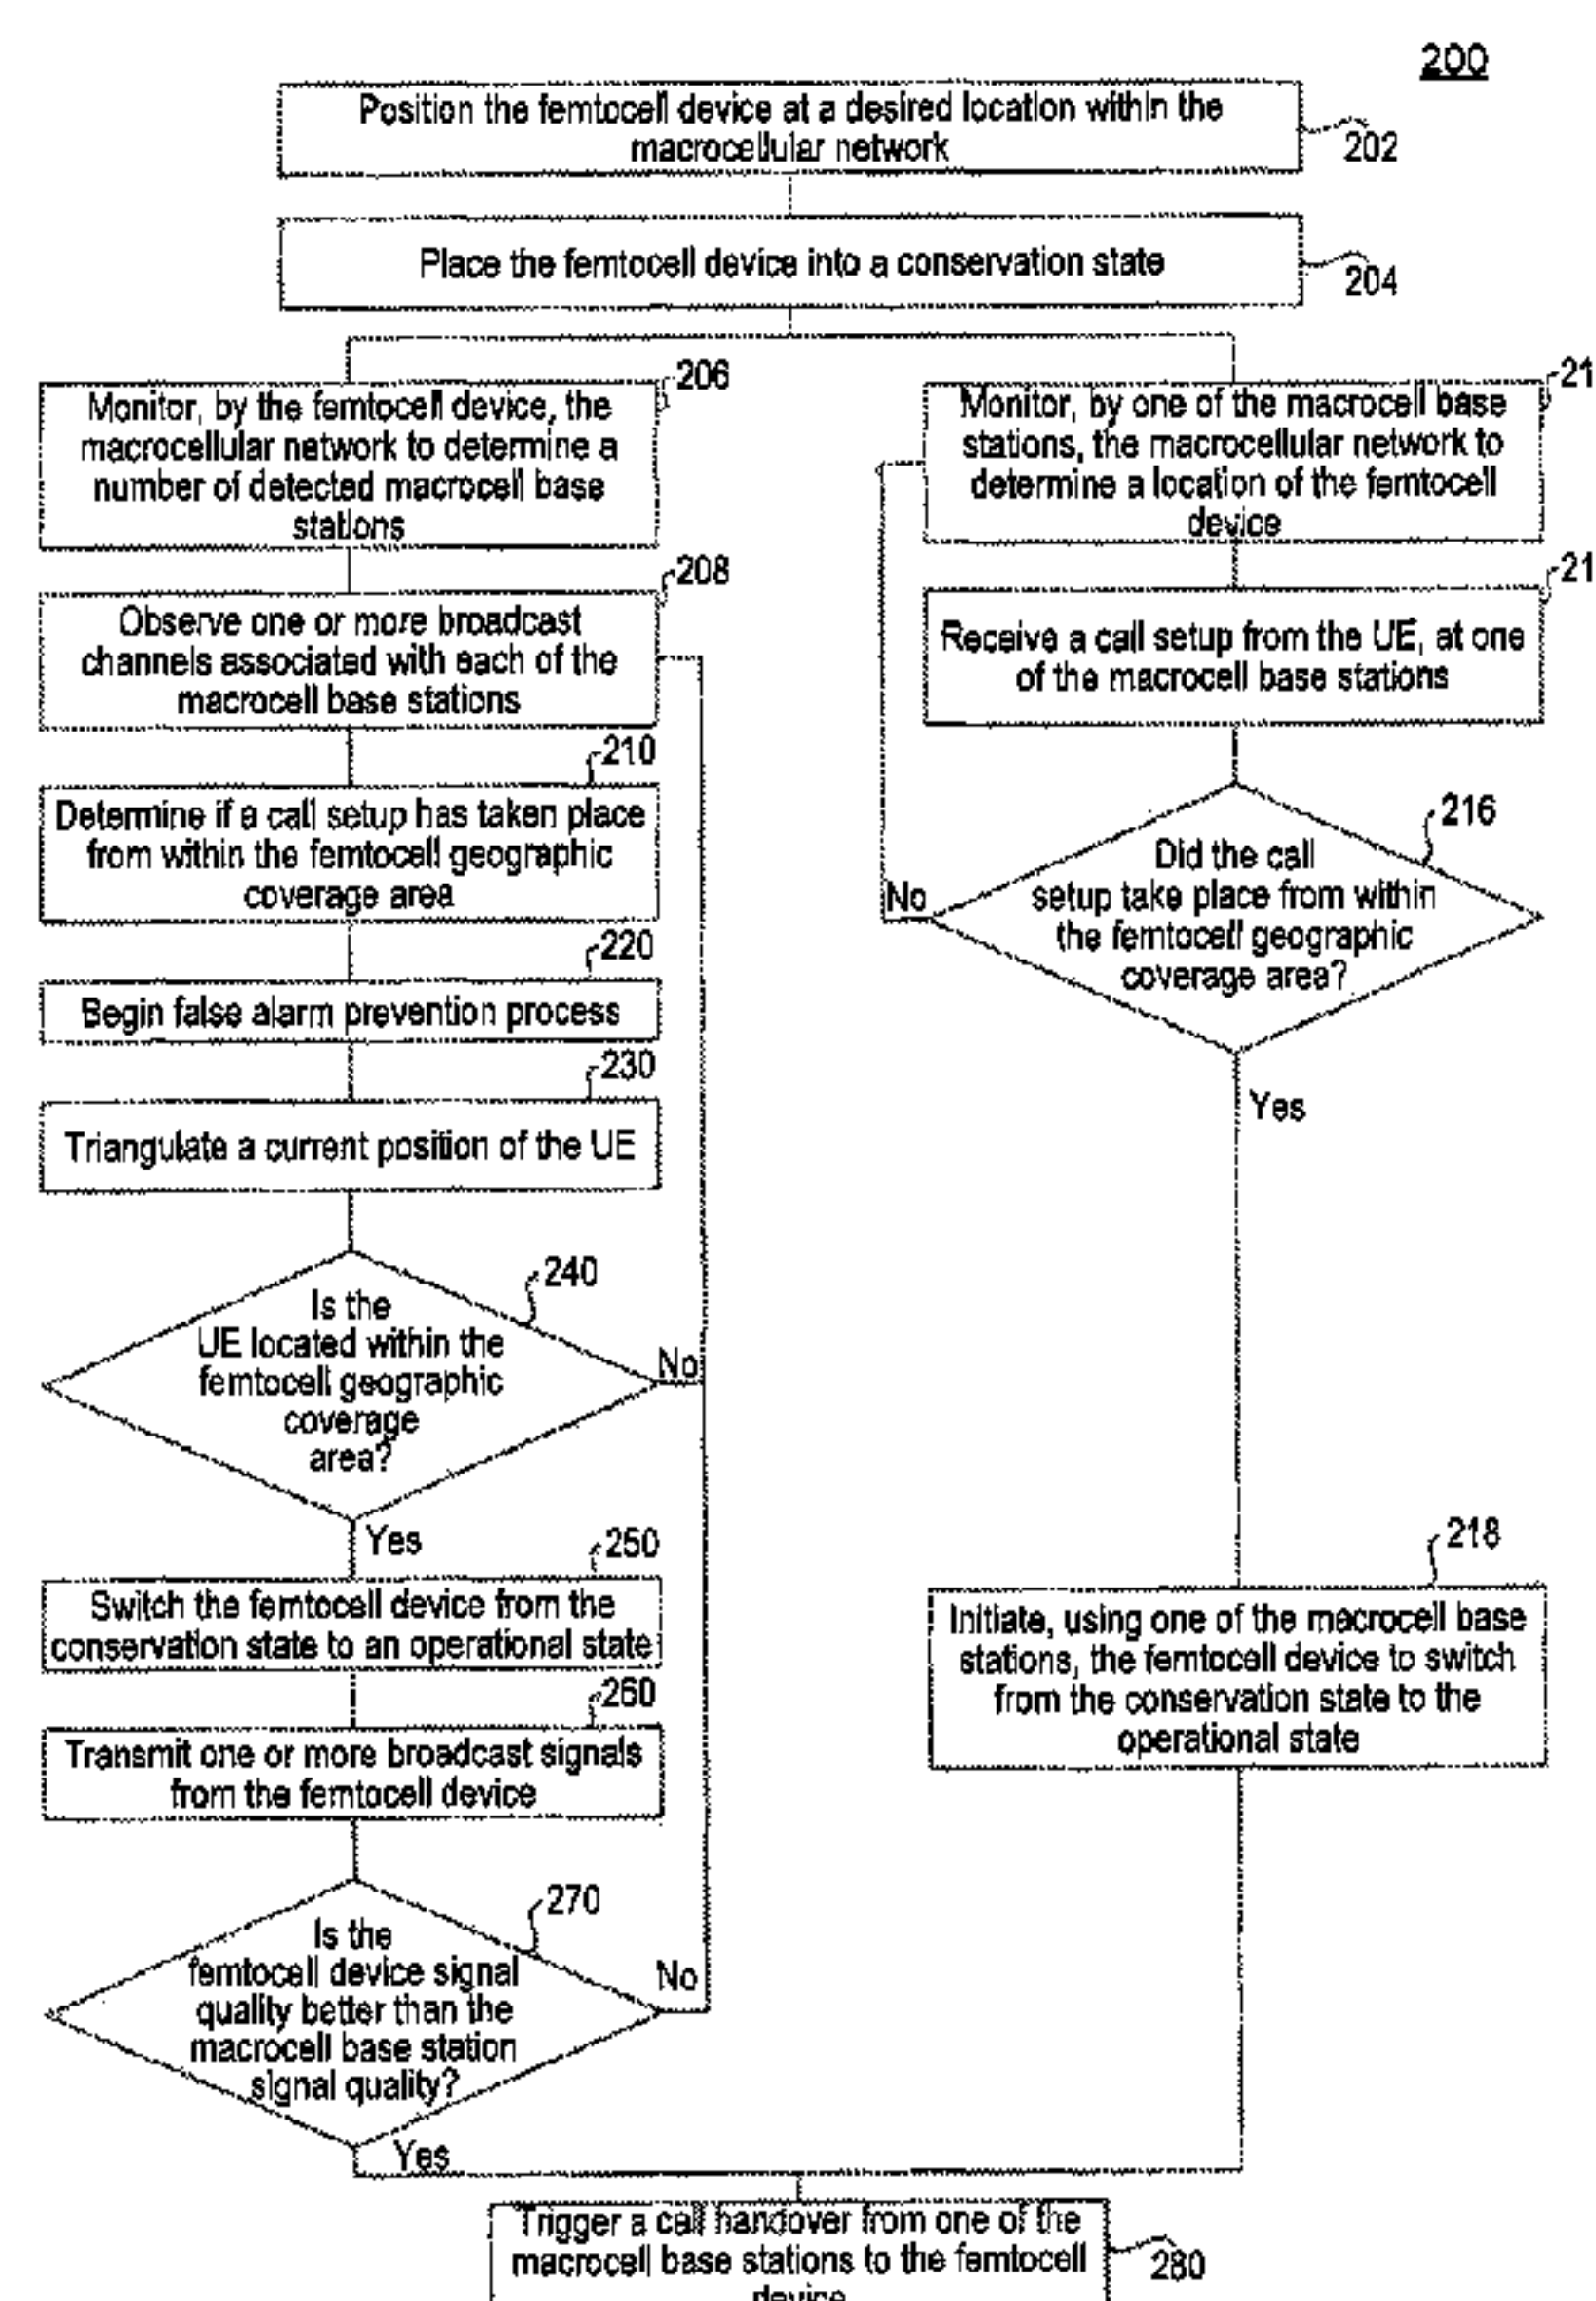 200
Position the femtocell device at a desired location within the
macrocellular network
202
Place the femtocell device into a conservation state
204
206
Monitor, by the femtocell device, the
macrocellular network to determine a
number of detected macrocell base
stations
208
Observe one or more broadcast
channels associated with each of the
macrocell base stations
210
Determine if a call setup has taken place
from within the femtocell geographic
coverage area
220
Begin false alarm prevention process
230
Triangulate a current position of the UE
240
Is the
UE located within the
femtocell geographic
coverage
area?
No
Yes
250
Switch the femtocell device from the
conservation state to an operational state
260
Transmit one or more broadcast signals
from the femtocell device
270
Is the
femtocell device signal
quality better than the
macrocell base station
signal quality?
No
Yes
21
Monitor, by one of the macrocell base
stations, the macrocellular network to
determine a location of the femtocell
device
21
Receive a call setup from the UE, at one
of the macrocell base stations
216
Did the call
setup take place from within
the femtocell geographic
coverage area?
No
Yes
218
Initiate, using one of the macrocell base
stations, the femtocell device to switch
from the conservation state to the
operational state
Trigger a call handover from one of the
macrocell base stations to the femtocell
device
280